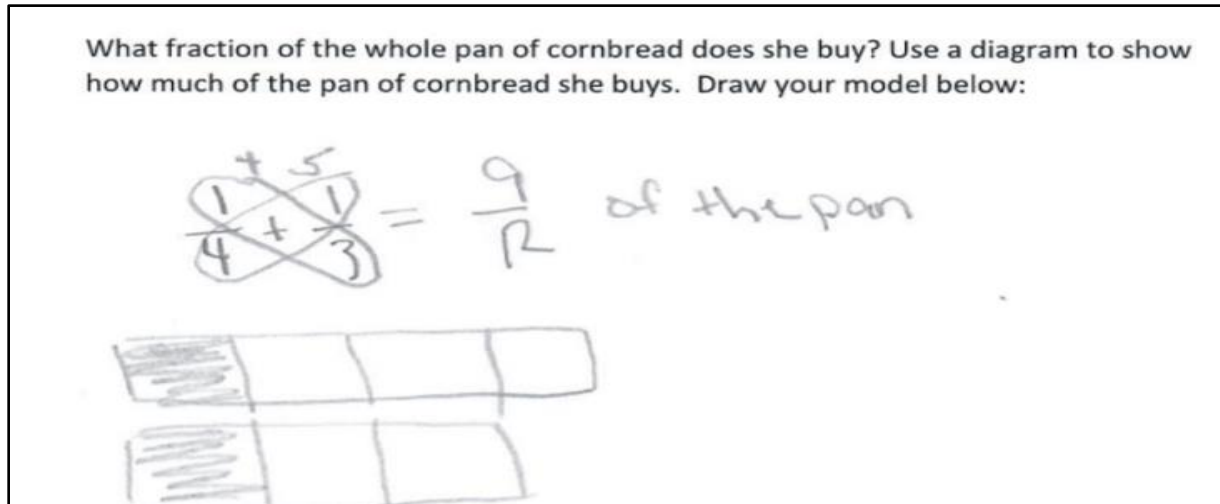 What fraction of the whole pan of cornbread does she buy? Use a diagram to show
how much of the pan of cornbread she buys.  Draw your model below:
+ 5
1/4 + 1/3 = 9/12 of the pan